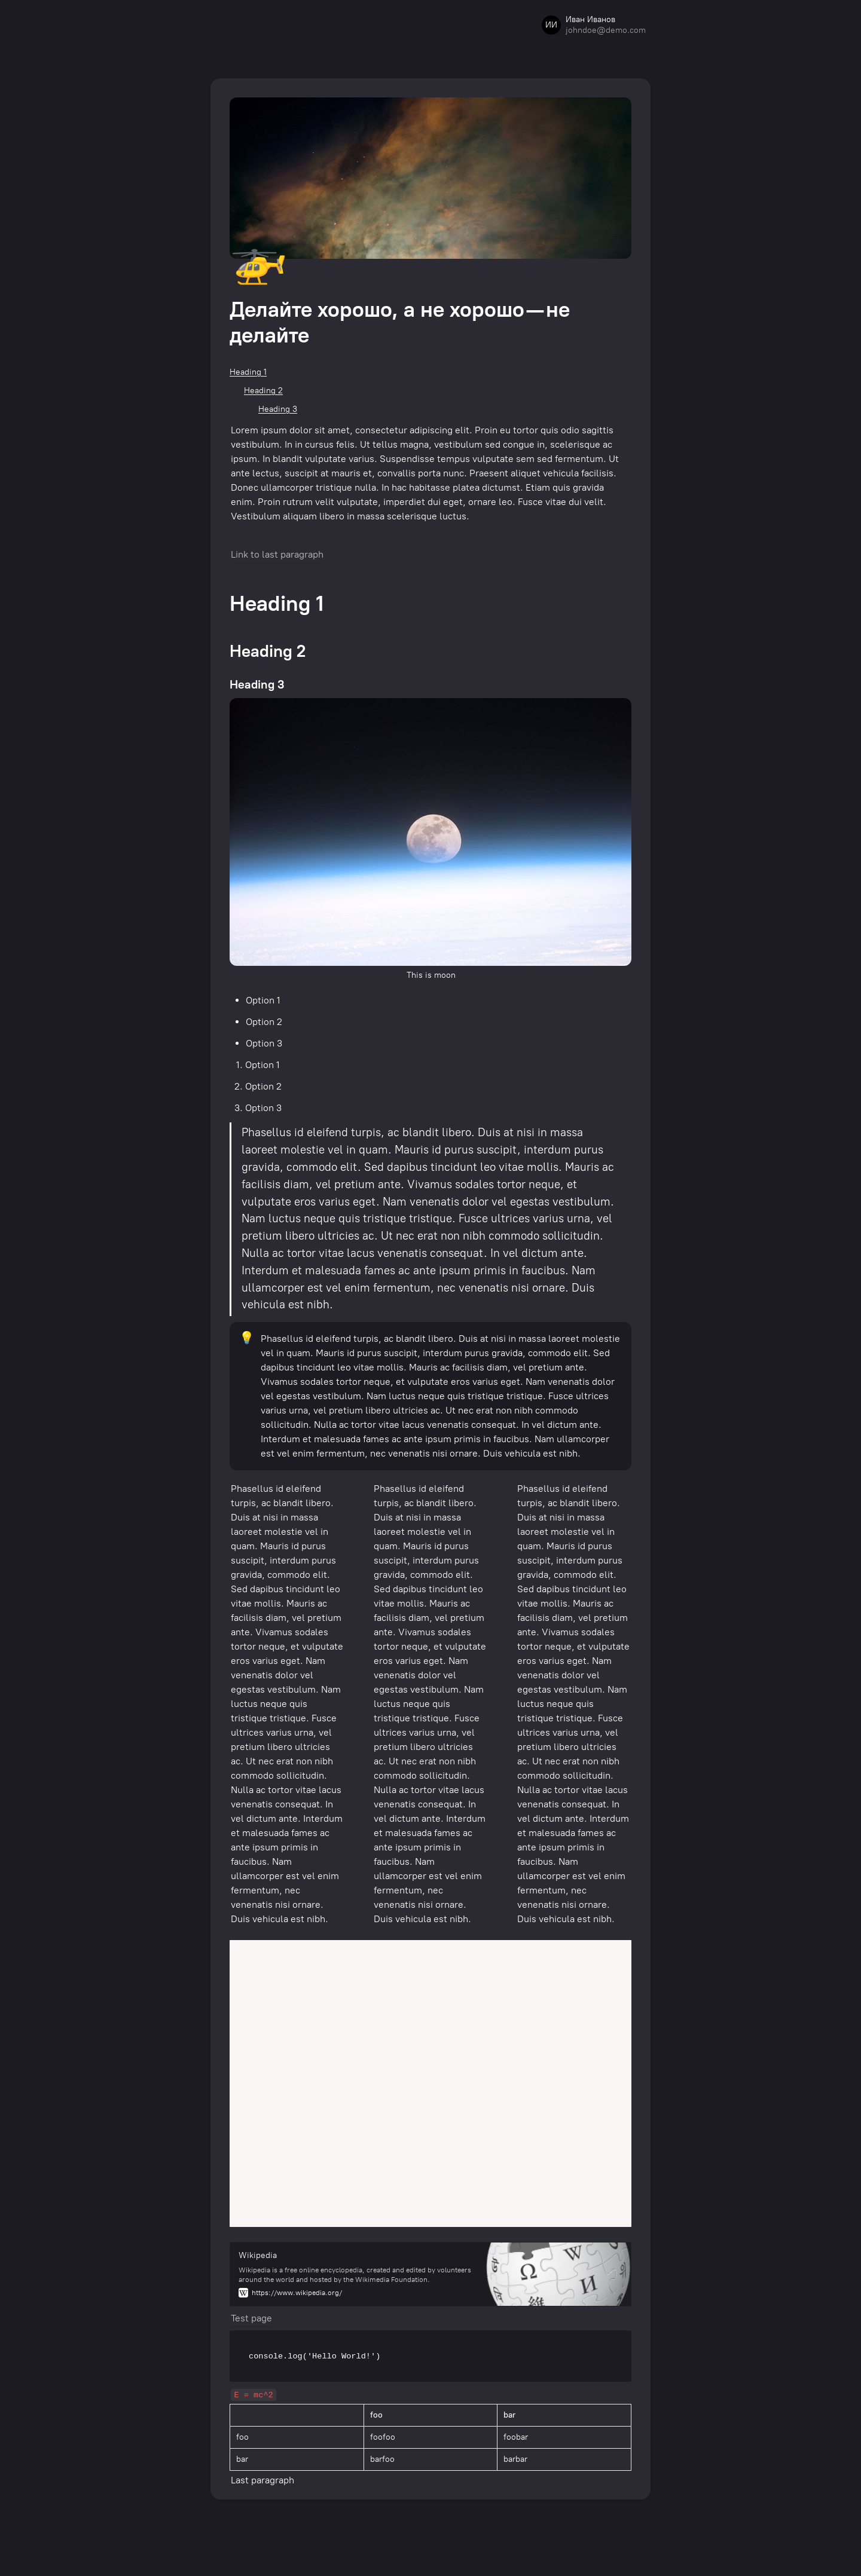 ИИ
Иван Иванов
johndoe@demo.com
Делайте хорошо, а не хорошо — не
делайте
Heading 1
Heading 2
Heading 3
Lorem ipsum dolor sit amet, consectetur adipiscing elit. Proin eu tortor quis odio sagittis
vestibulum. In in cursus felis. Ut tellus magna, vestibulum sed congue in, scelerisque ac
ipsum. In blandit vulputate varius. Suspendisse tempus vulputate sem sed fermentum. Ut
ante lectus, suscipit at mauris et, convallis porta nunc. Praesent aliquet vehicula facilisis.
Donec ullamcorper tristique nulla. In hac habitasse platea dictumst. Etiam quis gravida
enim. Proin rutrum velit vulputate, imperdiet dui eget, ornare leo. Fusce vitae dui velit.
Vestibulum aliquam libero in massa scelerisque luctus.
Link to last paragraph
Heading 1
Heading 2
Heading 3
This is moon
• Option 1
• Option 2
• Option 3
1. Option 1
2. Option 2
3. Option 3
Phasellus id eleifend turpis, ac blandit libero. Duis at nisi in massa
laoreet molestie vel in quam. Mauris id purus suscipit, interdum purus
gravida, commodo elit. Sed dapibus tincidunt leo vitae mollis. Mauris ac
facilisis diam, vel pretium ante. Vivamus sodales tortor neque, et
vulputate eros varius eget. Nam venenatis dolor vel egestas vestibulum.
Nam luctus neque quis tristique tristique. Fusce ultrices varius urna, vel
pretium libero ultricies ac. Ut nec erat non nibh commodo sollicitudin.
Nulla ac tortor vitae lacus venenatis consequat. In vel dictum ante.
Interdum et malesuada fames ac ante ipsum primis in faucibus. Nam
ullamcorper est vel enim fermentum, nec venenatis nisi ornare. Duis
vehicula est nibh.
Phasellus id eleifend turpis, ac blandit libero. Duis at nisi in massa laoreet molestie
vel in quam. Mauris id purus suscipit, interdum purus gravida, commodo elit. Sed
dapibus tincidunt leo vitae mollis. Mauris ac facilisis diam, vel pretium ante.
Vivamus sodales tortor neque, et vulputate eros varius eget. Nam venenatis dolor
vel egestas vestibulum. Nam luctus neque quis tristique tristique. Fusce ultrices
varius urna, vel pretium libero ultricies ac. Ut nec erat non nibh commodo
sollicitudin. Nulla ac tortor vitae lacus venenatis consequat. In vel dictum ante.
Interdum et malesuada fames ac ante ipsum primis in faucibus. Nam ullamcorper
est vel enim fermentum, nec venenatis nisi ornare. Duis vehicula est nibh.
Phasellus id eleifend
turpis, ac blandit libero.
Duis at nisi in massa
laoreet molestie vel in
quam. Mauris id purus
suscipit, interdum purus
gravida, commodo elit.
Sed dapibus tincidunt leo
vitae mollis. Mauris ac
facilisis diam, vel pretium
ante. Vivamus sodales
tortor neque, et vulputate
eros varius eget. Nam
venenatis dolor vel
egestas vestibulum. Nam
luctus neque quis
tristique tristique. Fusce
ultrices varius urna, vel
pretium libero ultricies
ac. Ut nec erat non nibh
commodo sollicitudin.
Nulla ac tortor vitae lacus
venenatis consequat. In
vel dictum ante. Interdum
et malesuada fames ac
ante ipsum primis in
faucibus. Nam
ullamcorper est vel enim
fermentum, nec
venenatis nisi ornare.
Duis vehicula est nibh.
Phasellus id eleifend
turpis, ac blandit libero.
Duis at nisi in massa
laoreet molestie vel in
quam. Mauris id purus
suscipit, interdum purus
gravida, commodo elit.
Sed dapibus tincidunt leo
vitae mollis. Mauris ac
facilisis diam, vel pretium
ante. Vivamus sodales
tortor neque, et vulputate
eros varius eget. Nam
venenatis dolor vel
egestas vestibulum. Nam
luctus neque quis
tristique tristique. Fusce
ultrices varius urna, vel
pretium libero ultricies
ac. Ut nec erat non nibh
commodo sollicitudin.
Nulla ac tortor vitae lacus
venenatis consequat. In
vel dictum ante. Interdum
et malesuada fames ac
ante ipsum primis in
faucibus. Nam
ullamcorper est vel enim
fermentum, nec
venenatis nisi ornare.
Duis vehicula est nibh.
Phasellus id eleifend
turpis, ac blandit libero.
Duis at nisi in massa
laoreet molestie vel in
quam. Mauris id purus
suscipit, interdum purus
gravida, commodo elit.
Sed dapibus tincidunt leo
vitae mollis. Mauris ac
facilisis diam, vel pretium
ante. Vivamus sodales
tortor neque, et vulputate
eros varius eget. Nam
venenatis dolor vel
egestas vestibulum. Nam
luctus neque quis
tristique tristique. Fusce
ultrices varius urna, vel
pretium libero ultricies
ac. Ut nec erat non nibh
commodo sollicitudin.
Nulla ac tortor vitae lacus
venenatis consequat. In
vel dictum ante. Interdum
et malesuada fames ac
ante ipsum primis in
faucibus. Nam
ullamcorper est vel enim
fermentum, nec
venenatis nisi ornare.
Duis vehicula est nibh.
Wikipedia
Wikipedia is a free online encyclopedia, created and edited by volunteers
around the world and hosted by the Wikimedia Foundation.
W https://www.wikipedia.org/
Ω W И 維
Test page
console.log('Hello World!')
E = mc^2
foo bar
foo foofoo foobar
bar barfoo barbar
Last paragraph